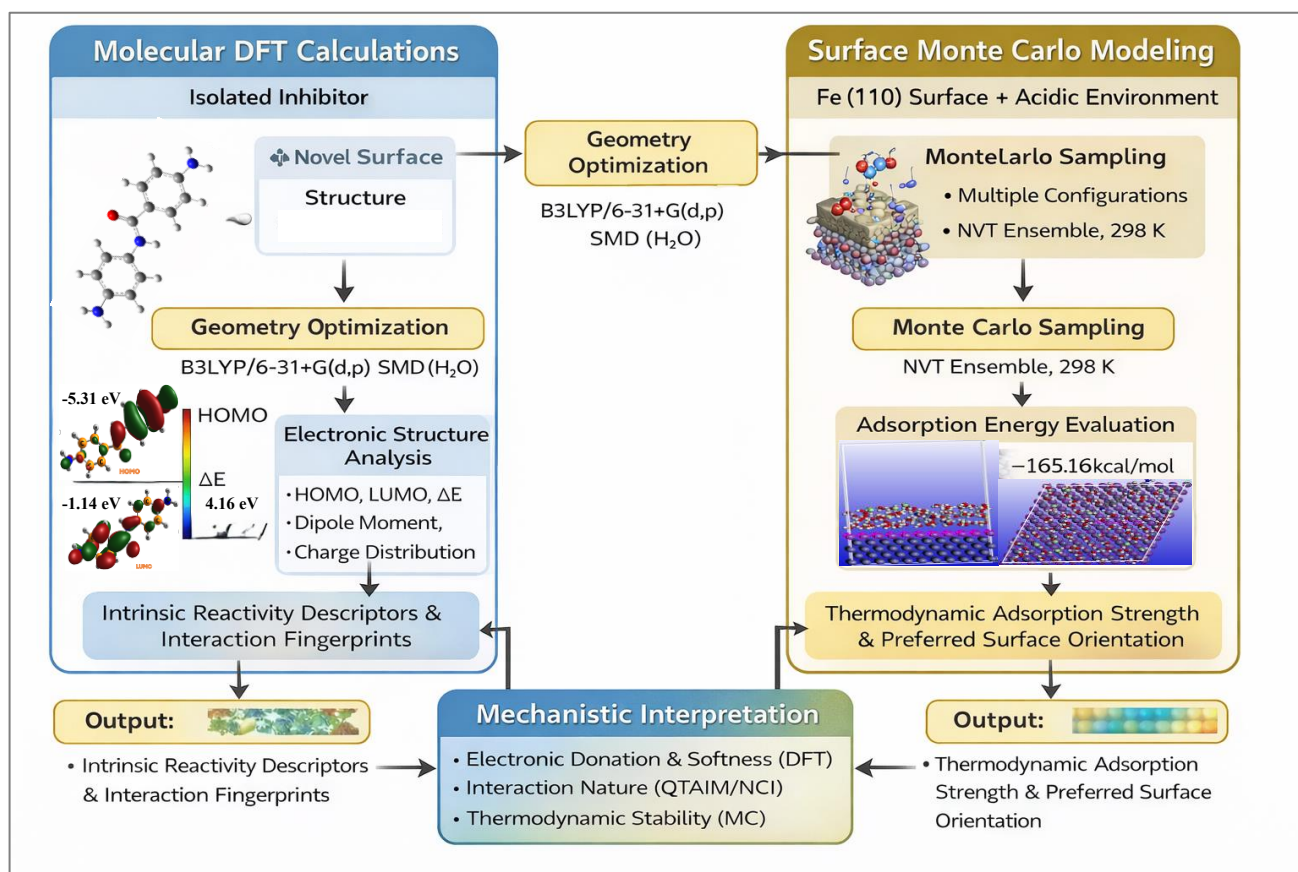 Molecular DFT Calculations
Isolated Inhibitor
Novel Surface
Structure
Geometry Optimization
B3LYP/6-31+G(d,p) SMD (H₂O)
-5.31 eV
HOMO
HOMO
ΔE
-1.14 eV
4.16 eV
LUMO
Electronic Structure
Analysis
• HOMO, LUMO, ΔE
• Dipole Moment,
• Charge Distribution
Intrinsic Reactivity Descriptors &
Interaction Fingerprints
Output:
• Intrinsic Reactivity Descriptors
& Interaction Fingerprints
Geometry
Optimization
B3LYP/6-31+G(d,p)
SMD (H₂O)
Surface Monte Carlo Modeling
Fe (110) Surface + Acidic Environment
MonteLarlo Sampling
• Multiple Configurations
• NVT Ensemble, 298 K
Monte Carlo Sampling
NVT Ensemble, 298 K
Adsorption Energy Evaluation
−165.16kcal/mol
Thermodynamic Adsorption Strength
& Preferred Surface Orientation
Output:
• Thermodynamic Adsorption
Strength & Preferred Surface
Orientation
Mechanistic Interpretation
• Electronic Donation & Softness (DFT)
• Interaction Nature (QTAIM/NCI)
• Thermodynamic Stability (MC)